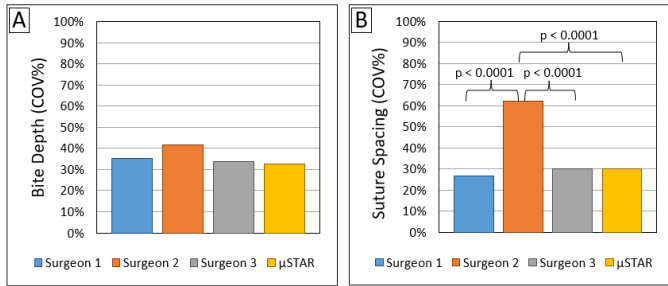 A
Bite Depth (COV%)
100%
90%
80%
70%
60%
50%
40%
30%
20%
10%
0%
Surgeon 1 Surgeon 2 Surgeon 3 µSTAR
B
Suture Spacing (COV%)
100%
90%
80%
70%
60%
50%
40%
30%
20%
10%
0%
p < 0.0001
p < 0.0001 p < 0.0001
Surgeon 1 Surgeon 2 Surgeon 3 µSTAR